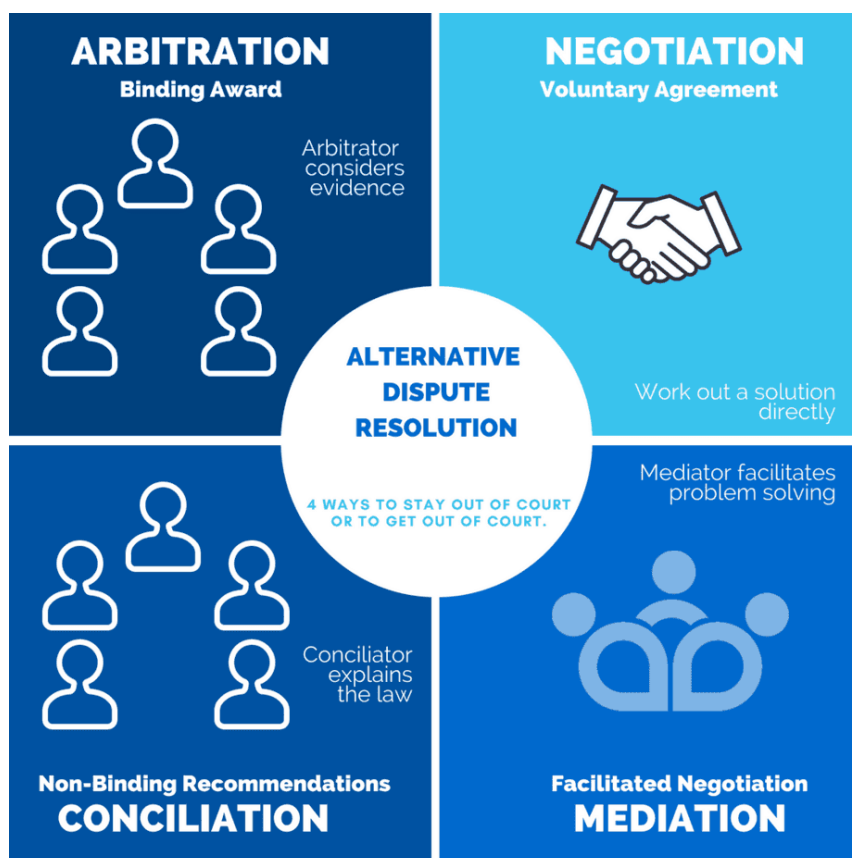 ARBITRATION
Binding Award
Arbitrator
considers
evidence
NEGOTIATION
Voluntary Agreement
Work out a solution
directly
ALTERNATIVE
DISPUTE
RESOLUTION
4 WAYS TO STAY OUT OF COURT
OR TO GET OUT OF COURT.
Conciliator
explains
the law
Non-Binding Recommendations
CONCILIATION
Mediator facilitates
problem solving
Facilitated Negotiation
MEDIATION